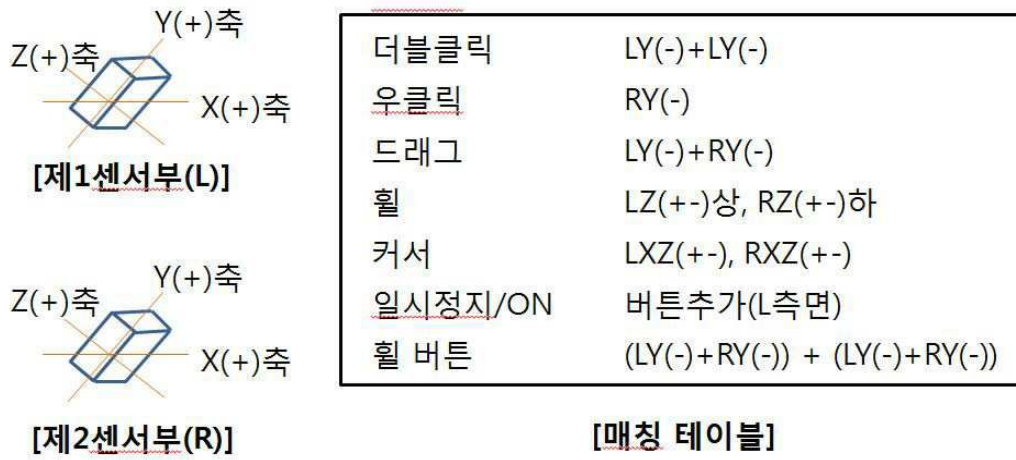 Y(+)축
Z(+)축
X(+)축
[제1센서부(L)]
Y(+)축
Z(+)축
X(+)축
[제2센서부(R)]
더블클릭 LY(-)+LY(-)
우클릭 RY(-)
드래그 LY(-)+RY(-)
휠 LZ(+-)상, RZ(+-)하
커서 LXZ(+-), RXZ(+-)
일시정지/ON 버튼추가(L측면)
휠 버튼 (LY(-)+RY(-)) + (LY(-)+RY(-))
[매칭 테이블]